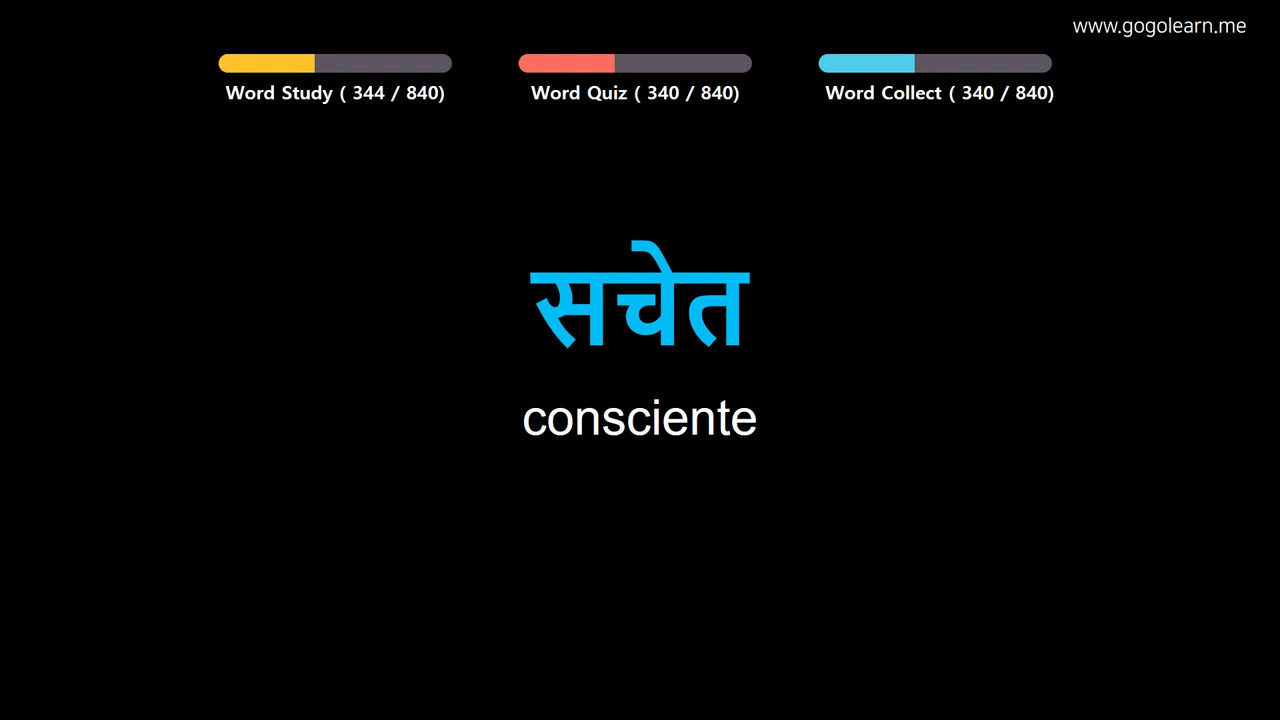 www.gogolearn.me
Word Study ( 344 / 840)
Word Quiz ( 340 / 840)
Word Collect ( 340 / 840)
सचेत
consciente